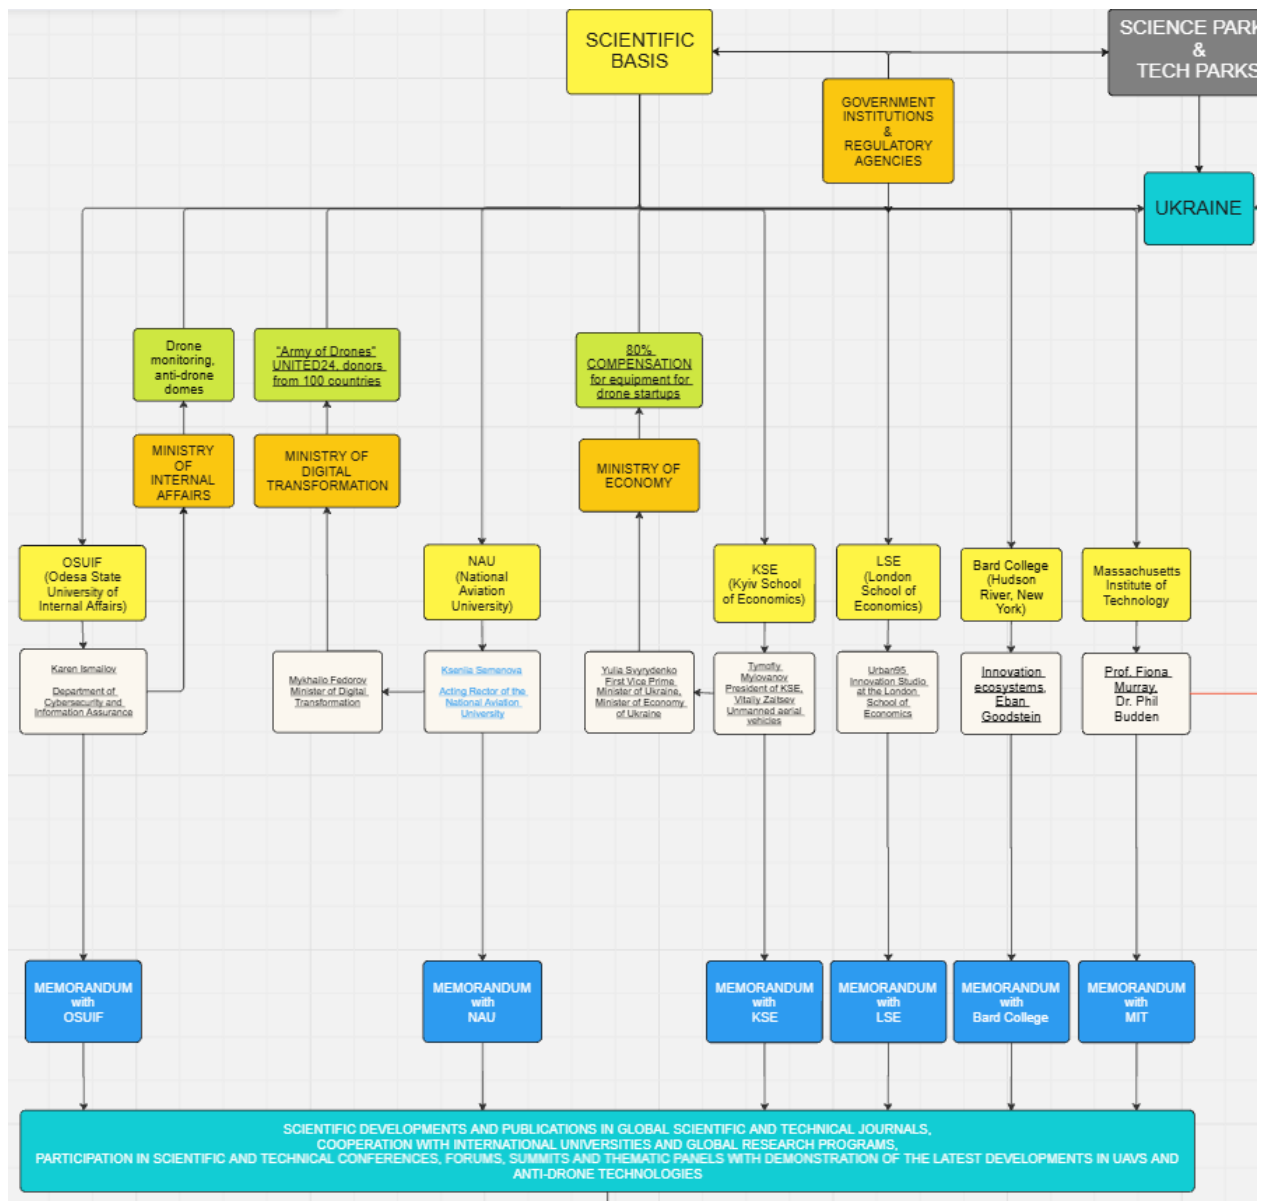 SCIENTIFIC
BASIS
SCIENCE PARK
&
TECH PARKS
GOVERNMENT
INSTITUTIONS
&
REGULATORY
AGENCIES
UKRAINE
Drone
monitoring,
anti-drone
domes
"Army of Drones"
UNITED24, donors
from 100 countries
80%
COMPENSATION
for equipment for
drone startups
MINISTRY
OF
INTERNAL
AFFAIRS
MINISTRY OF
DIGITAL
TRANSFORMATION
MINISTRY OF
ECONOMY
OSUIF
(Odesa State
University of
Internal Affairs)
NAU
(National
Aviation
University)
KSE
(Kyiv School
of Economics)
LSE
(London
School of
Economics)
Bard College
(Hudson
River, New
York)
Massachusetts
Institute of
Technology
Karen Ismailov
Department of
Cybersecurity and
Information Assurance
Mykhailo Fedorov
Minister of Digital
Transformation
Kseniia Semenova
Acting Rector of the
National Aviation
University
Yulia Svyrydenko
First Vice Prime
Minister of Ukraine,
Minister of Economy
of Ukraine
Tymofiy
Mylovanov
President of KSE,
Vitaliy Zaitsev
Unmanned aerial
vehicles
Urban95
Innovation Studio
at the London
School of
Economics
Innovation
ecosystems,
Eban
Goodstein
Prof. Fiona
Murray,
Dr. Phil
Budden
MEMORANDUM
with
OSUIF
MEMORANDUM
with
NAU
MEMORANDUM
with
KSE
MEMORANDUM
with
LSE
MEMORANDUM
with
Bard College
MEMORANDUM
with
MIT
SCIENTIFIC DEVELOPMENTS AND PUBLICATIONS IN GLOBAL SCIENTIFIC AND TECHNICAL JOURNALS,
COOPERATION WITH INTERNATIONAL UNIVERSITIES AND GLOBAL RESEARCH PROGRAMS,
PARTICIPATION IN SCIENTIFIC AND TECHNICAL CONFERENCES, FORUMS, SUMMITS AND THEMATIC PANELS WITH DEMONSTRATION OF THE LATEST DEVELOPMENTS IN UAVS AND
ANTI-DRONE TECHNOLOGIES